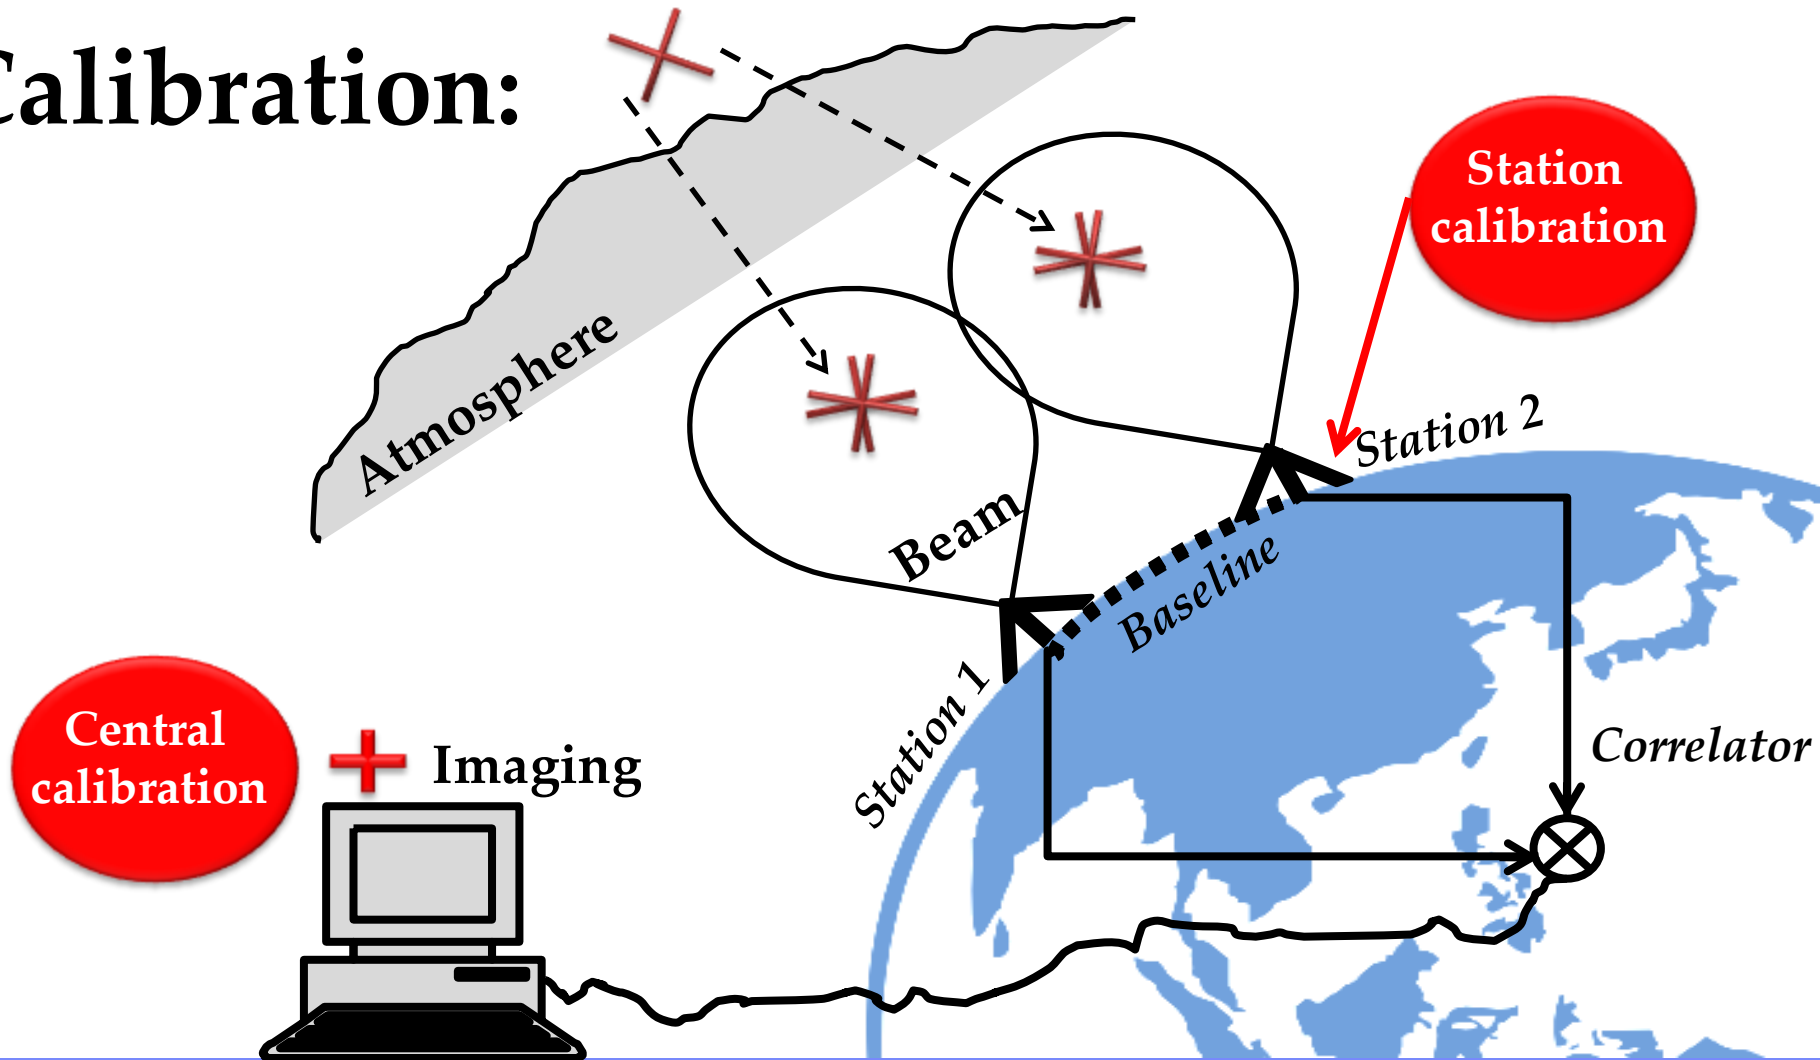 Calibration:
Station
calibration
Atmosphere
Station 2
Beam
Baseline
Station 1
Central
calibration
Imaging
Correlator